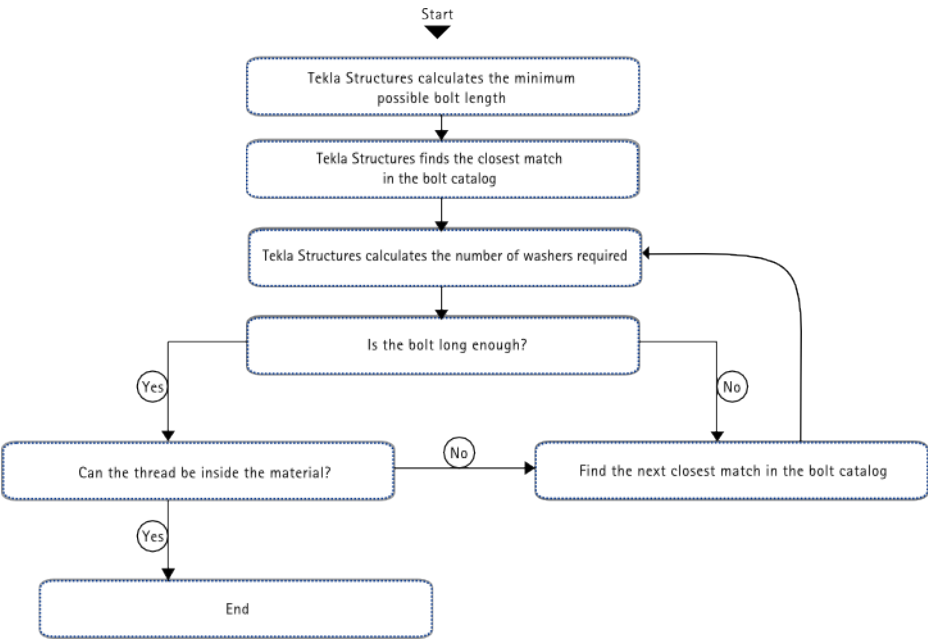 Start
Tekla Structures calculates the minimum
possible bolt length
Tekla Structures finds the closest match
in the bolt catalog
Tekla Structures calculates the number of washers required
Is the bolt long enough?
Yes
No
Can the thread be inside the material?
No
Find the next closest match in the bolt catalog
Yes
End